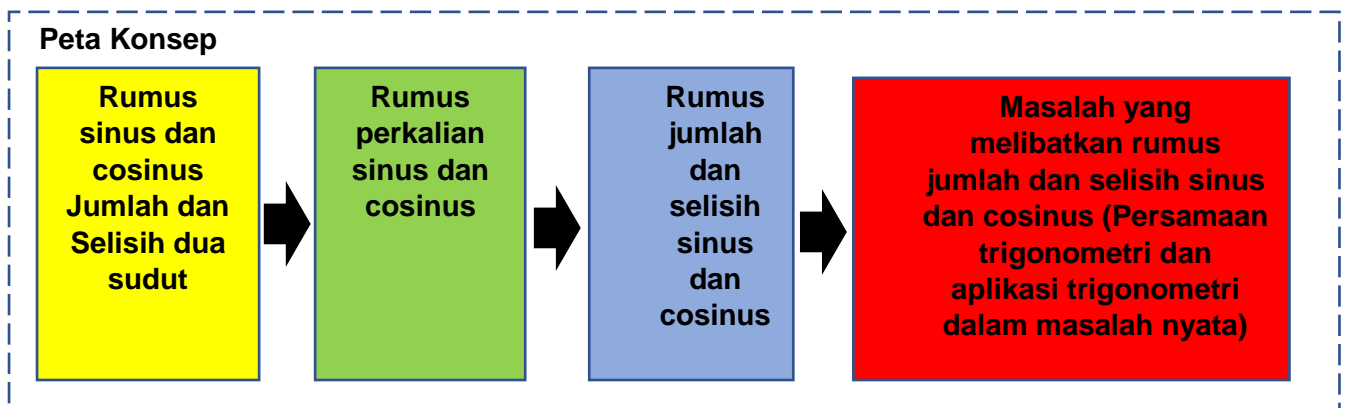 Peta Konsep
Rumus
sinus dan
cosinus
Jumlah dan
Selisih dua
sudut
Rumus
perkalian
sinus dan
cosinus
Rumus
jumlah
dan
selisih
sinus
dan
cosinus
Masalah yang
melibatkan rumus
jumlah dan selisih sinus
dan cosinus (Persamaan
trigonometri dan
aplikasi trigonometri
dalam masalah nyata)